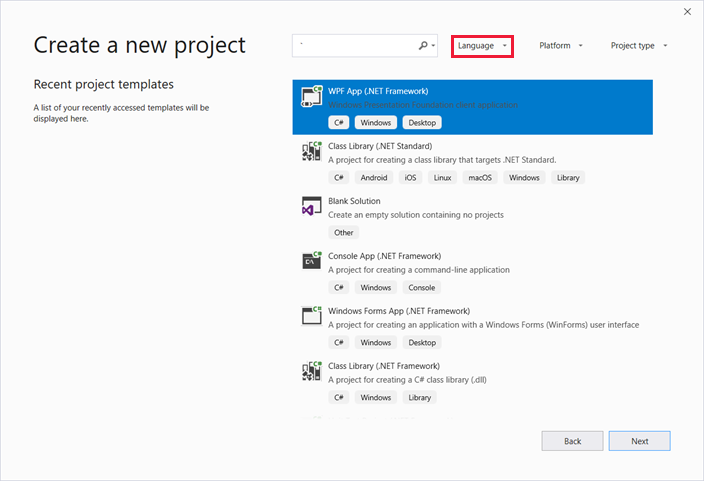 Create a new project
Language
Platform
Project type
Recent project templates
A list of your recently accessed templates will be
displayed here.
WPF App (.NET Framework)
Windows Presentation Foundation client application
C# Windows Desktop
Class Library (.NET Standard)
A project for creating a class library that targets .NET Standard.
C# Android iOS Linux macOS Windows Library
Blank Solution
Create an empty solution containing no projects
Other
Console App (.NET Framework)
A project for creating a command-line application
C# Windows Console
Windows Forms App (.NET Framework)
A project for creating an application with a Windows Forms (WinForms) user interface
C# Windows Desktop
Class Library (.NET Framework)
A project for creating a C# class library (.dll)
C# Windows Library
Back
Next